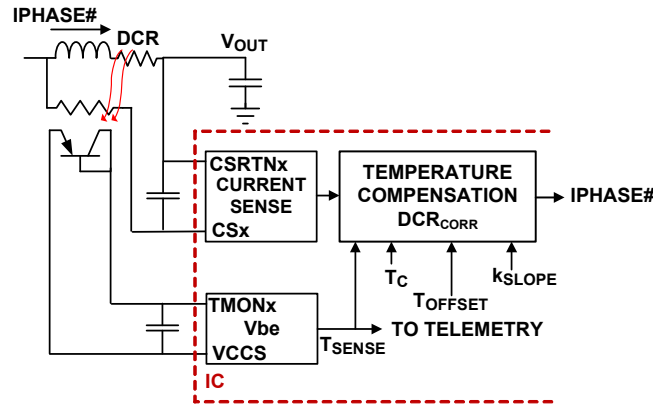 IPHASE#
DCR
VOUT
CSRTNx
CURRENT
SENSE
CSx
TEMPERATURE
COMPENSATION
DCRCORR
IPHASE#
TC
TOFFSET
kSLOPE
TMONx
Vbe
VCCS
TSENSE
TO TELEMETRY
IC